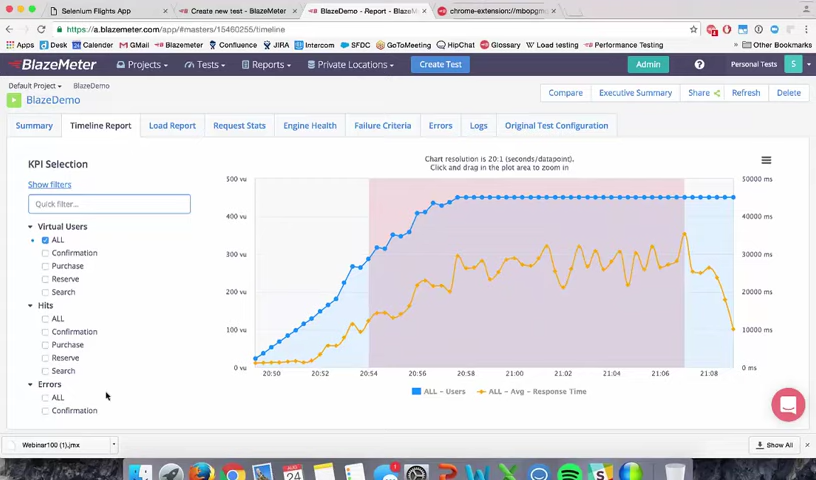 Selenium Flights App
Create new test - BlazeMeter
BlazeDemo - Report - BlazeM
chrome-extension://mbopgm
https://a.blazemeter.com/app/#masters/15460255/timeline
Apps
Desk
Calendar
GMail
Blazemeter
Confluence
JIRA
Intercom
SFDC
GoToMeeting
HipChat
Glossary
Load testing
Performance Testing
»
Other Bookmarks
BlazeMeter
Projects
Tests
Reports
Private Locations
Create Test
Admin
?
Personal Tests
S
Default Project
BlazeDemo
BlazeDemo
Compare
Executive Summary
Share
Refresh
Delete
Summary
Timeline Report
Load Report
Request Stats
Engine Health
Failure Criteria
Errors
Logs
Original Test Configuration
KPI Selection
Show filters
Quick filter...
Virtual Users
ALL
Confirmation
Purchase
Reserve
Search
Hits
ALL
Confirmation
Purchase
Reserve
Search
Errors
ALL
Confirmation
Chart resolution is 20:1 (seconds/datapoint).
Click and drag in the plot area to zoom in
500 vu
400 vu
300 vu
200 vu
100 vu
0 vu
50000 ms
40000 ms
30000 ms
20000 ms
10000 ms
0 ms
20:50
20:52
20:54
20:56
20:58
21:00
21:02
21:04
21:06
21:08
ALL - Users
ALL - Avg - Response Time
Webinar100 (1).jmx
Show All
AUG
24